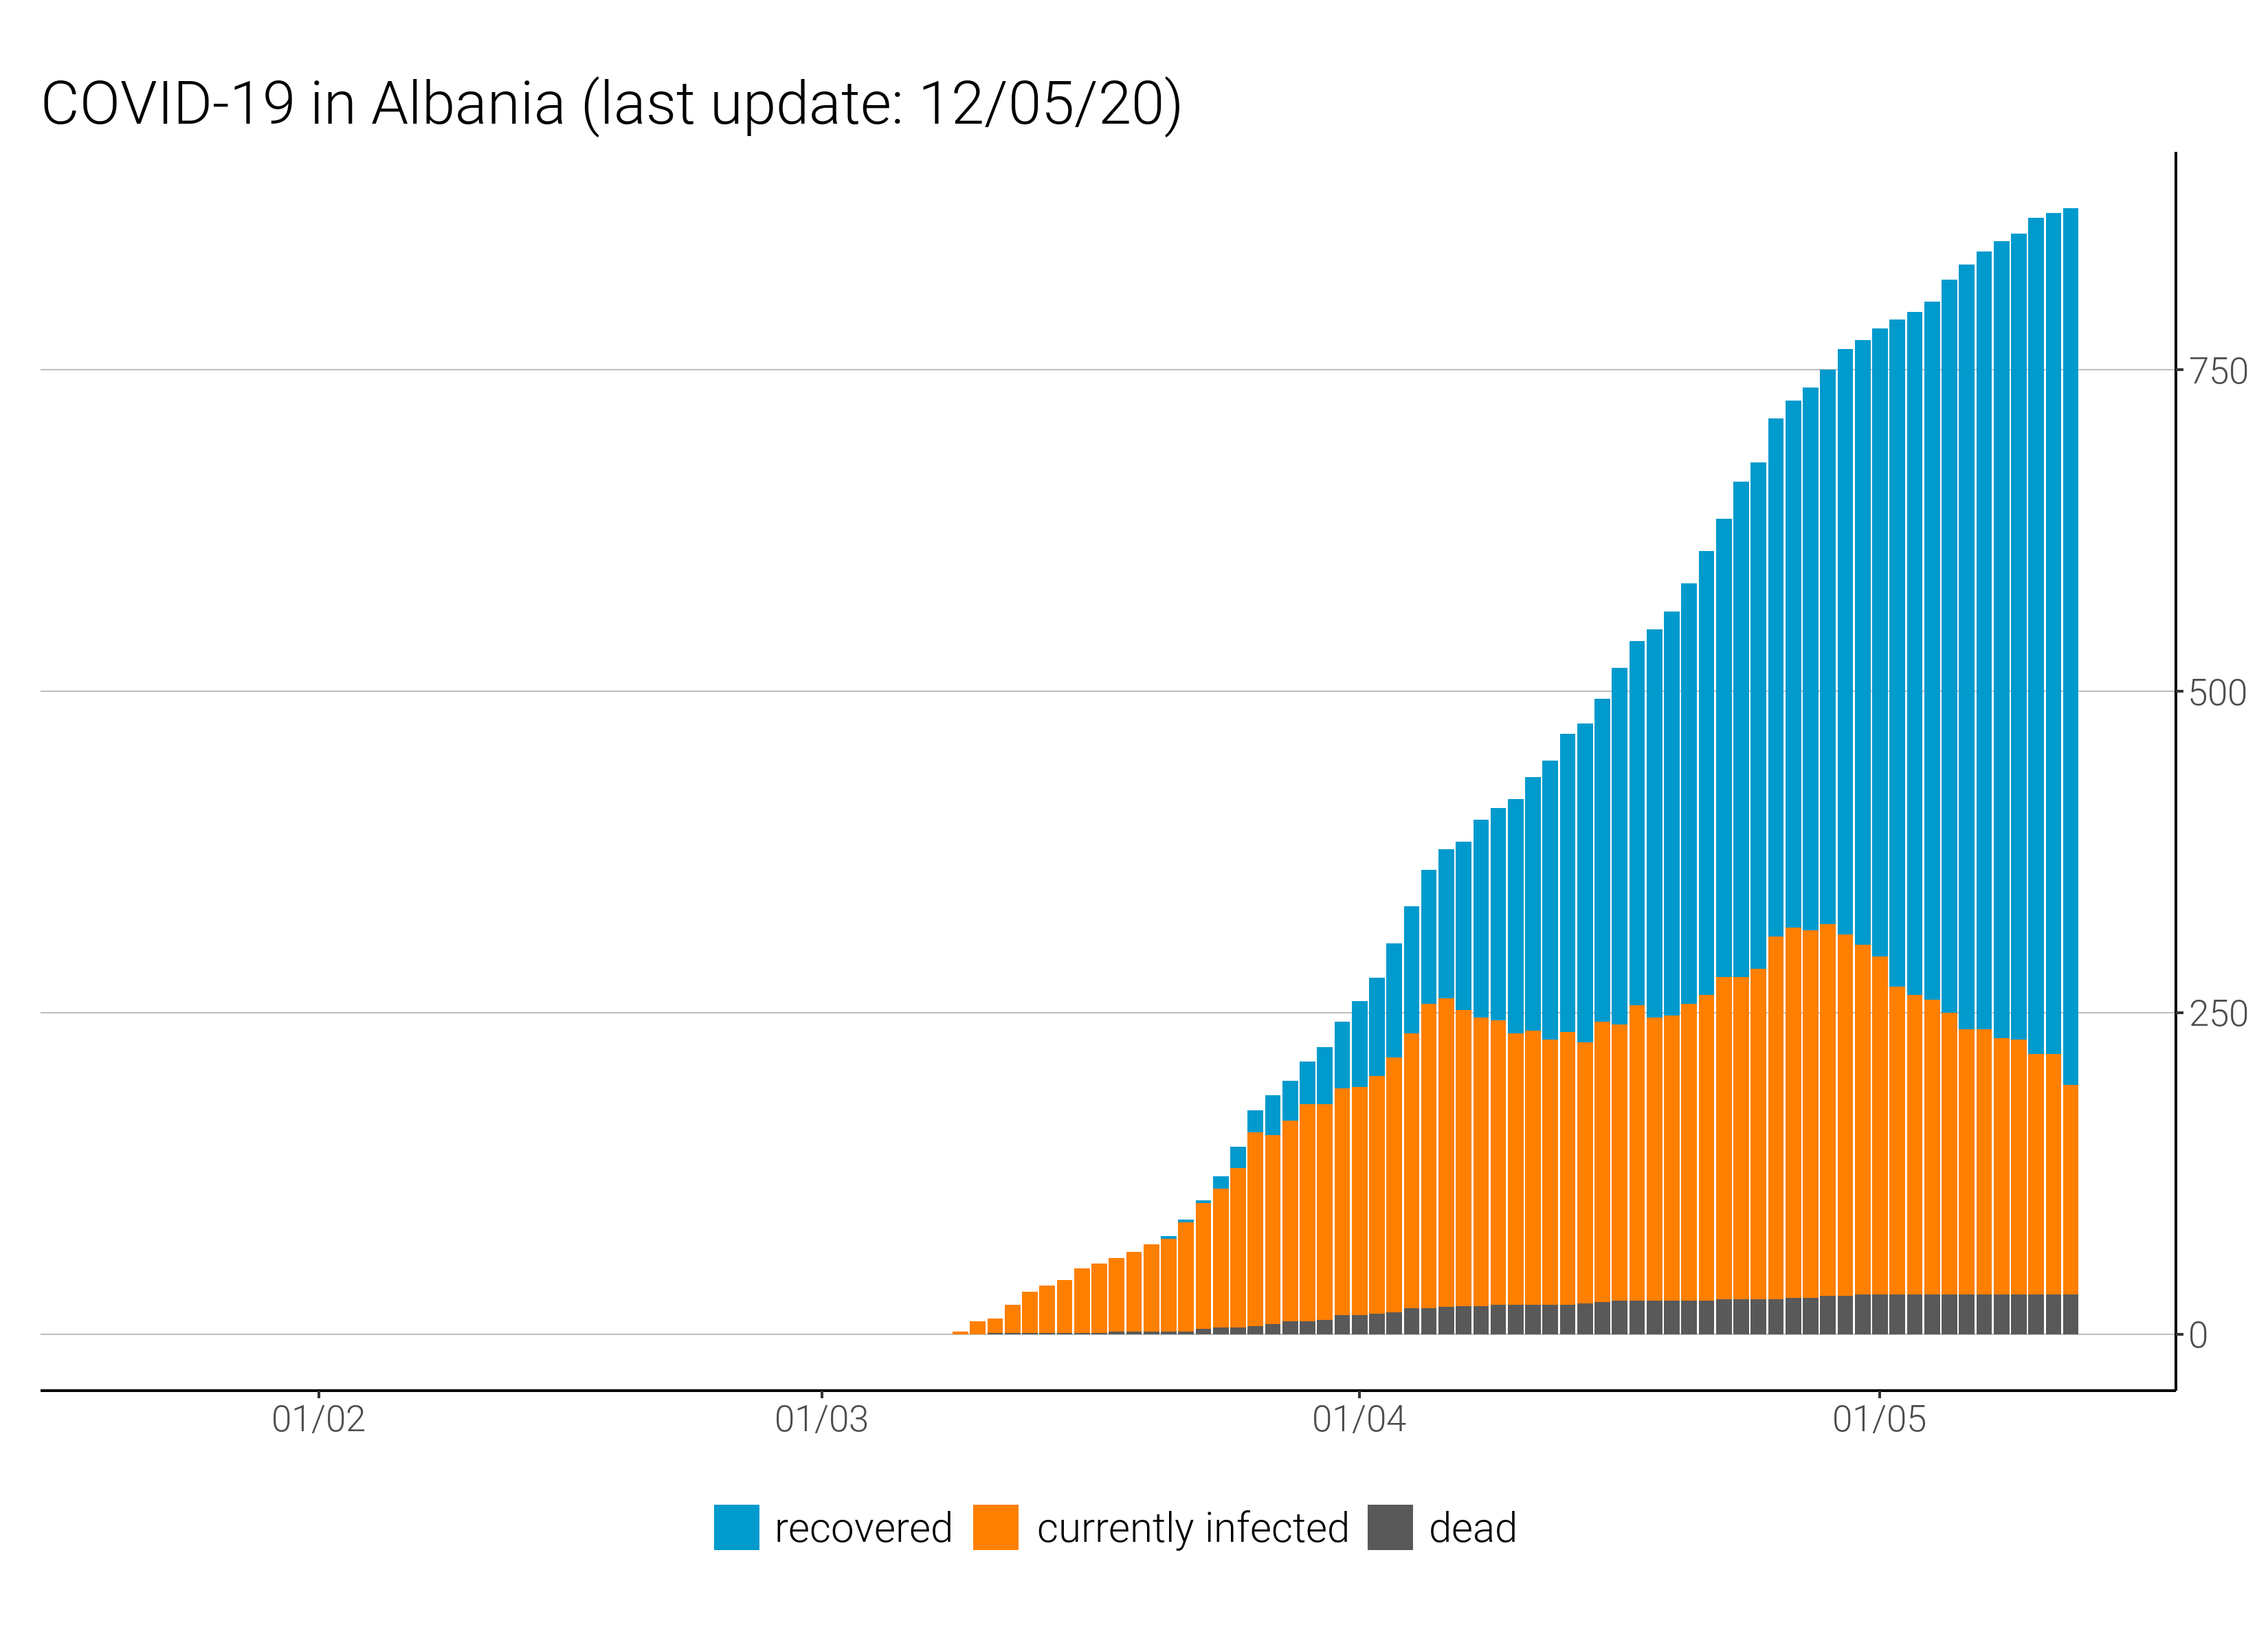 COVID-19 in Albania (last update: 12/05/20)
750
500
250
0
01/02 01/03 01/04 01/05
recovered currently infected dead